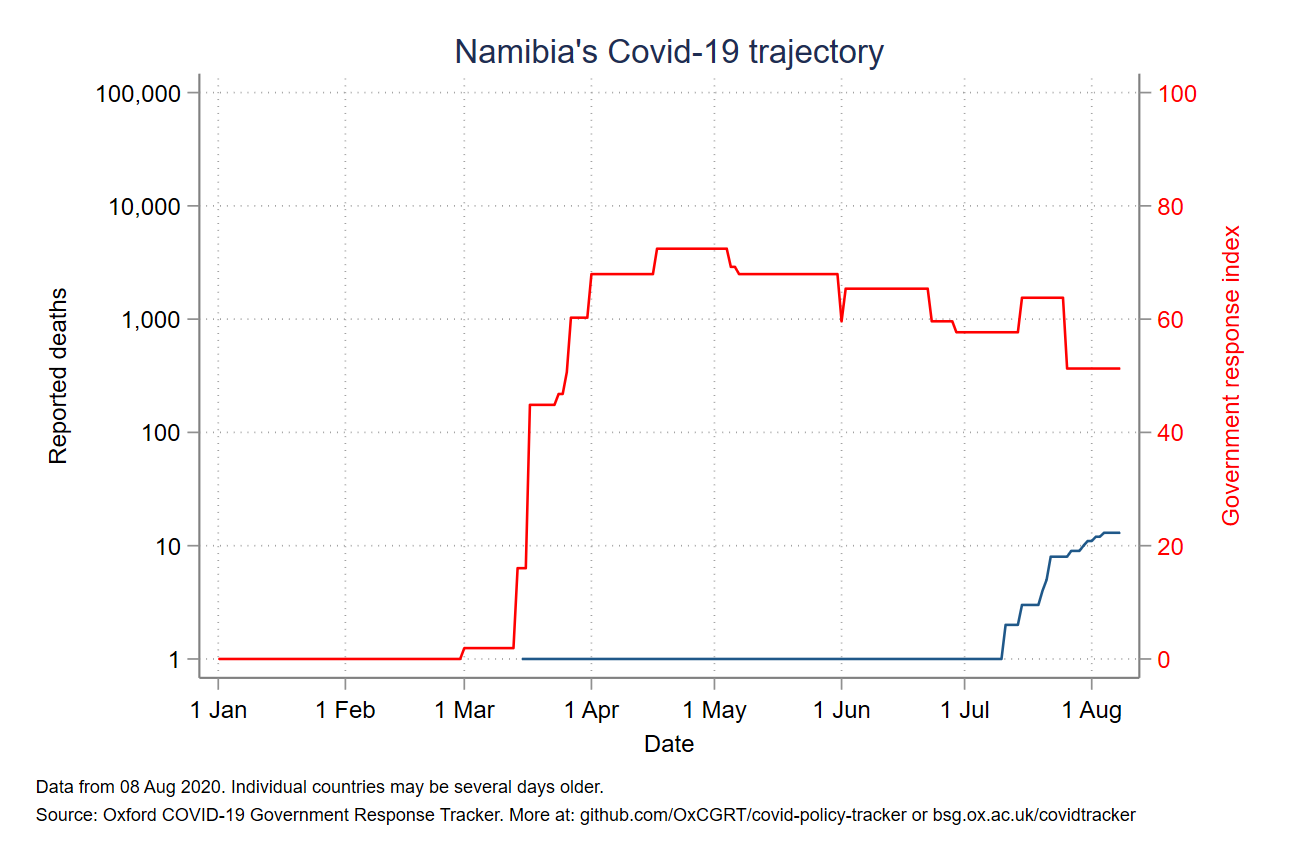 Namibia's Covid-19 trajectory
100,000
10,000
1,000
100
10
1
Reported deaths
100
80
60
40
20
0
Government response index
1 Jan
1 Feb
1 Mar
1 Apr
1 May
1 Jun
1 Jul
1 Aug
Date
Data from 08 Aug 2020. Individual countries may be several days older.
Source: Oxford COVID-19 Government Response Tracker. More at: github.com/OxCGRT/covid-policy-tracker or bsg.ox.ac.uk/covidtracker